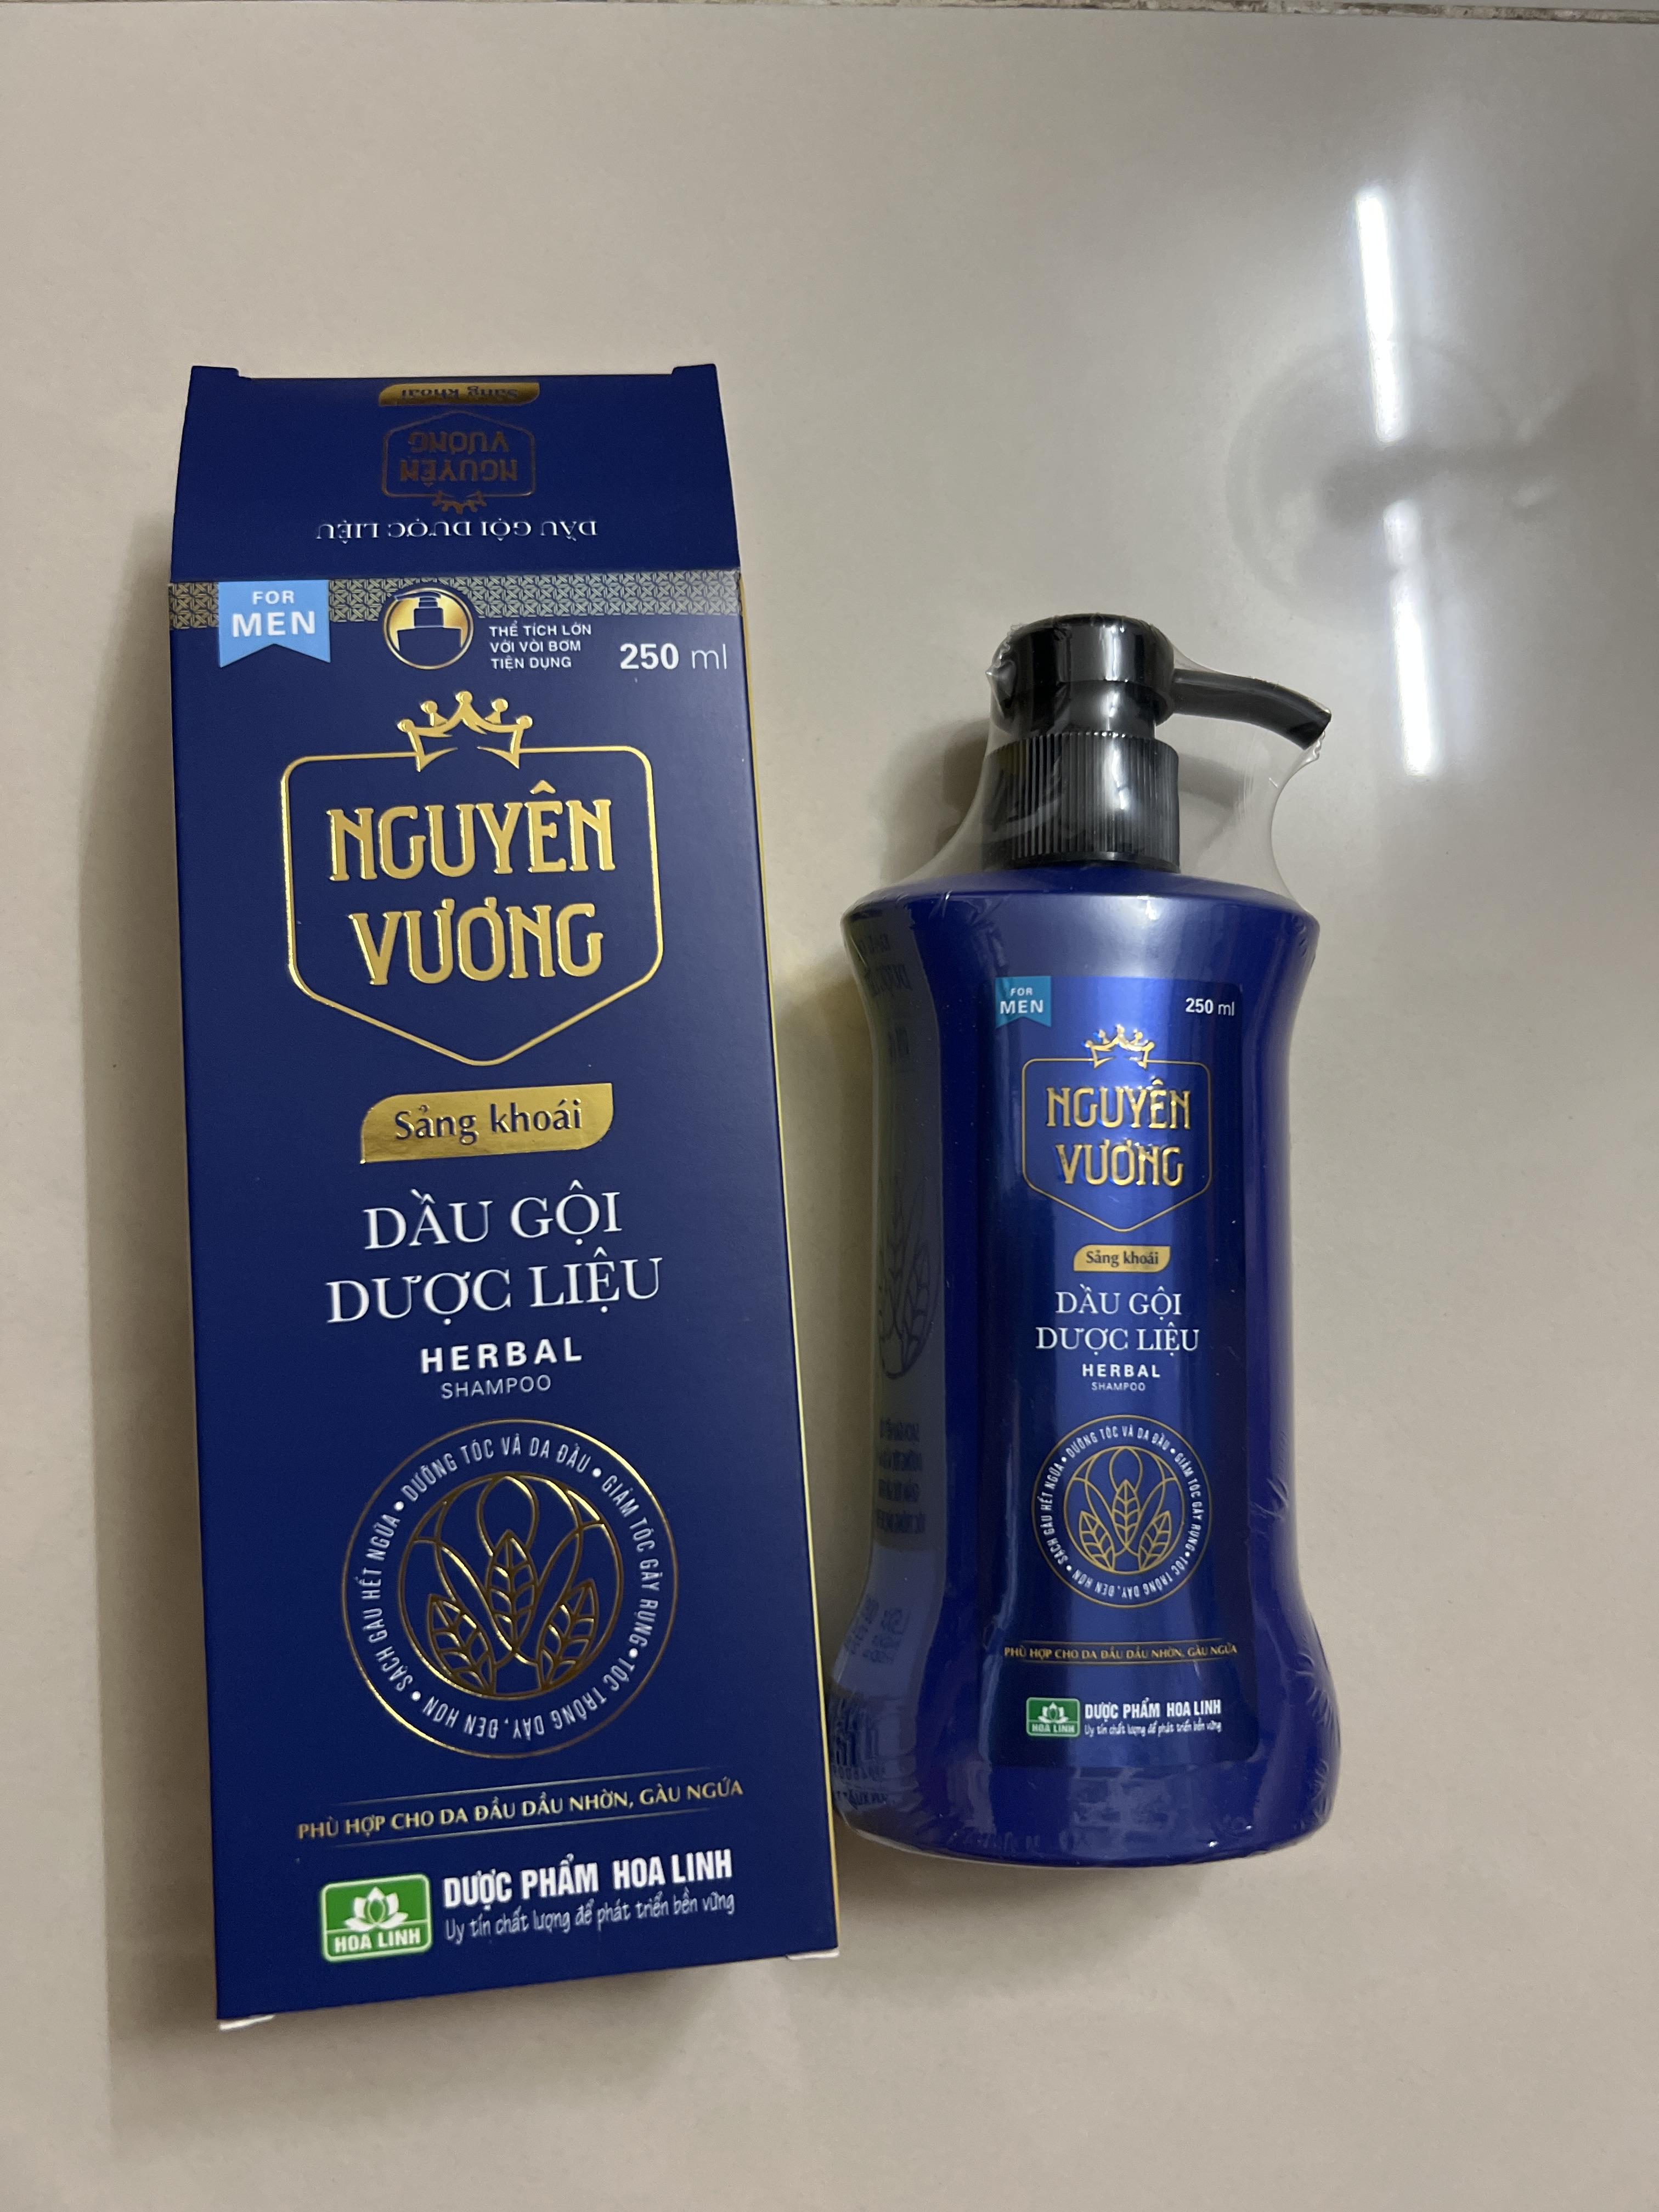 Sảng khoái
NGUYÊN
VƯƠNG
DẦU GỘI DƯỢC LIỆU
FOR
MEN
THỂ TÍCH LỚN
VỚI VÒI BƠM
TIỆN DỤNG
250 ml
NGUYÊN
VƯƠNG
Sảng khoái
DẦU GỘI
DƯỢC LIỆU
HERBAL
SHAMPOO
• SẠCH GÀU HẾT NGỨA • DƯỠNG TÓC VÀ DA ĐẦU • GIẢM TÓC GÃY RỤNG • TÓC TRÔNG DÀY, ĐEN HƠN
PHÙ HỢP CHO DA ĐẦU DẦU NHỜN, GÀU NGỨA
HOA LINH
DƯỢC PHẨM HOA LINH
Uy tín chất lượng để phát triển bền vững
FOR
MEN
250 ml
NGUYÊN
VƯƠNG
Sảng khoái
DẦU GỘI
DƯỢC LIỆU
HERBAL
SHAMPOO
• SẠCH GÀU HẾT NGỨA • DƯỠNG TÓC VÀ DA ĐẦU • GIẢM TÓC GÃY RỤNG • TÓC TRÔNG DÀY, ĐEN HƠN
PHÙ HỢP CHO DA ĐẦU DẦU NHỜN, GÀU NGỨA
HOA LINH
DƯỢC PHẨM HOA LINH
Uy tín chất lượng để phát triển bền vững